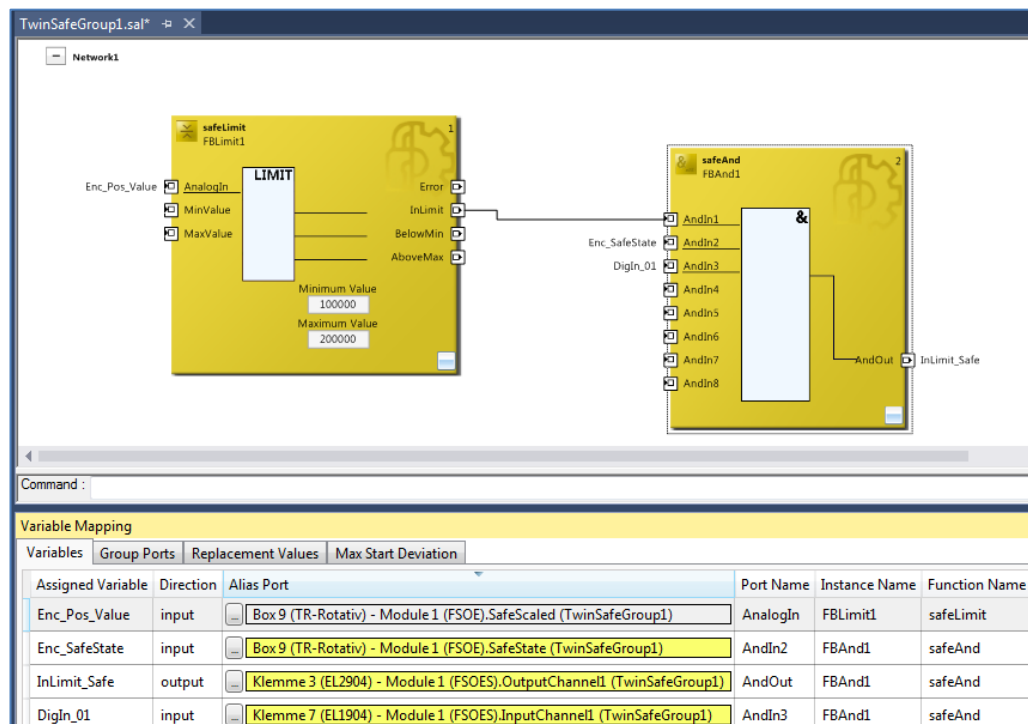 TwinSafeGroup1.sal*
Network1
safeLimit 1
FBLimit1
LIMIT
Enc_Pos_Value AnalogIn Error
MinValue InLimit
MaxValue BelowMin
AboveMax
Minimum Value
100000
Maximum Value
200000
safeAnd 2
FBAnd1
&
AndIn1
Enc_SafeState AndIn2
DigIn_01 AndIn3
AndIn4
AndIn5
AndIn6
AndIn7 AndOut InLimit_Safe
AndIn8
Command :
Variable Mapping
Variables Group Ports Replacement Values Max Start Deviation
Assigned Variable Direction Alias Port Port Name Instance Name Function Name
Enc_Pos_Value input ... Box 9 (TR-Rotativ) - Module 1 (FSOE).SafeScaled (TwinSafeGroup1) AnalogIn FBLimit1 safeLimit
Enc_SafeState input ... Box 9 (TR-Rotativ) - Module 1 (FSOE).SafeState (TwinSafeGroup1) AndIn2 FBAnd1 safeAnd
InLimit_Safe output ... Klemme 3 (EL2904) - Module 1 (FSOES).OutputChannel1 (TwinSafeGroup1) AndOut FBAnd1 safeAnd
DigIn_01 input ... Klemme 7 (EL1904) - Module 1 (FSOES).InputChannel1 (TwinSafeGroup1) AndIn3 FBAnd1 safeAnd